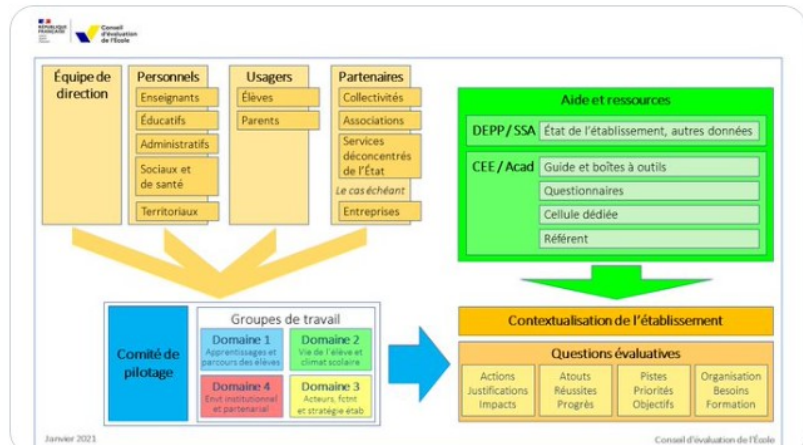 RÉPUBLIQUE
FRANÇAISE
Conseil
d'évaluation
de l'École
Équipe de
direction
Personnels
Enseignants
Éducatifs
Administratifs
Sociaux et
de santé
Territoriaux
Usagers
Élèves
Parents
Partenaires
Collectivités
Associations
Services
déconcentrés
de l'État
Le cas échéant
Entreprises
Aide et ressources
DEPP / SSA
État de l'établissement, autres données
CEE / Acad
Guide et boîtes à outils
Questionnaires
Cellule dédiée
Référent
Comité de
pilotage
Groupes de travail
Domaine 1
Apprentissages et
parcours des élèves
Domaine 2
Vie de l'élève et
climat scolaire
Domaine 4
Envt institutionnel
et partenarial
Domaine 3
Acteurs, fctnt
et stratégie étab
Contextualisation de l'établissement
Questions évaluatives
Actions
Justifications
Impacts
Atouts
Réussites
Progrès
Pistes
Priorités
Objectifs
Organisation
Besoins
Formation
Janvier 2021
Conseil d'évaluation de l'École